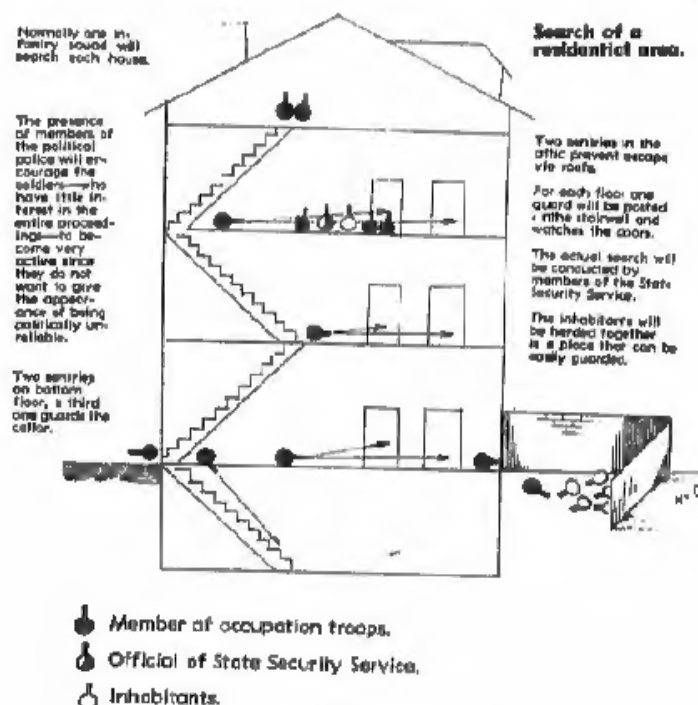 Normally one in-
fantry squad will
search each house.
The presence
of members of
the political
police will en-
courage the
soldiers—who
have little in-
terest in the
entire proceed-
ings—to be-
come very
active since
they do not
want to give
the appear-
ance of being
politically un-
reliable.
Two sentries
on bottom
floor, a third
one guards the
cellar.
Search of a
residential area.
Two sentries in the
attic prevent escape
via roofs.
For each floor one
guard will be posted
in the stairwell and
watches the doors.
The actual search will
be conducted by
members of the State
Security Service.
The inhabitants will
be herded together
in a place that can be
easily guarded.
Member of occupation troops.
Official of State Security Service.
Inhabitants.